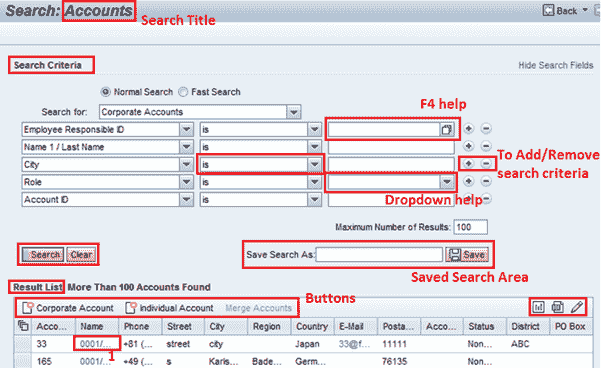 Search: Accounts
Search Title
Back
Search Criteria
Hide Search Fields
Normal Search Fast Search
F4 help
Search for: Corporate Accounts
Employee Responsible ID is
Name 1 / Last Name is
City is
To Add/Remove
search criteria
Role is
Dropdown help
Account ID is
Maximum Number of Results: 100
Search Clear
Save Search As: Save
Saved Search Area
Result List More Than 100 Accounts Found
Buttons
Corporate Account Individual Account Merge Accounts
Acco... Name Phone Street City Region Country E-Mail Posta... Acco... Status District PO Box
33 0001/... +81 (... street city Japan 33@f... 11111 Non... ABC
1
165 0001/... +49 (... s Karis... Bade... Germ... 76135 Non...